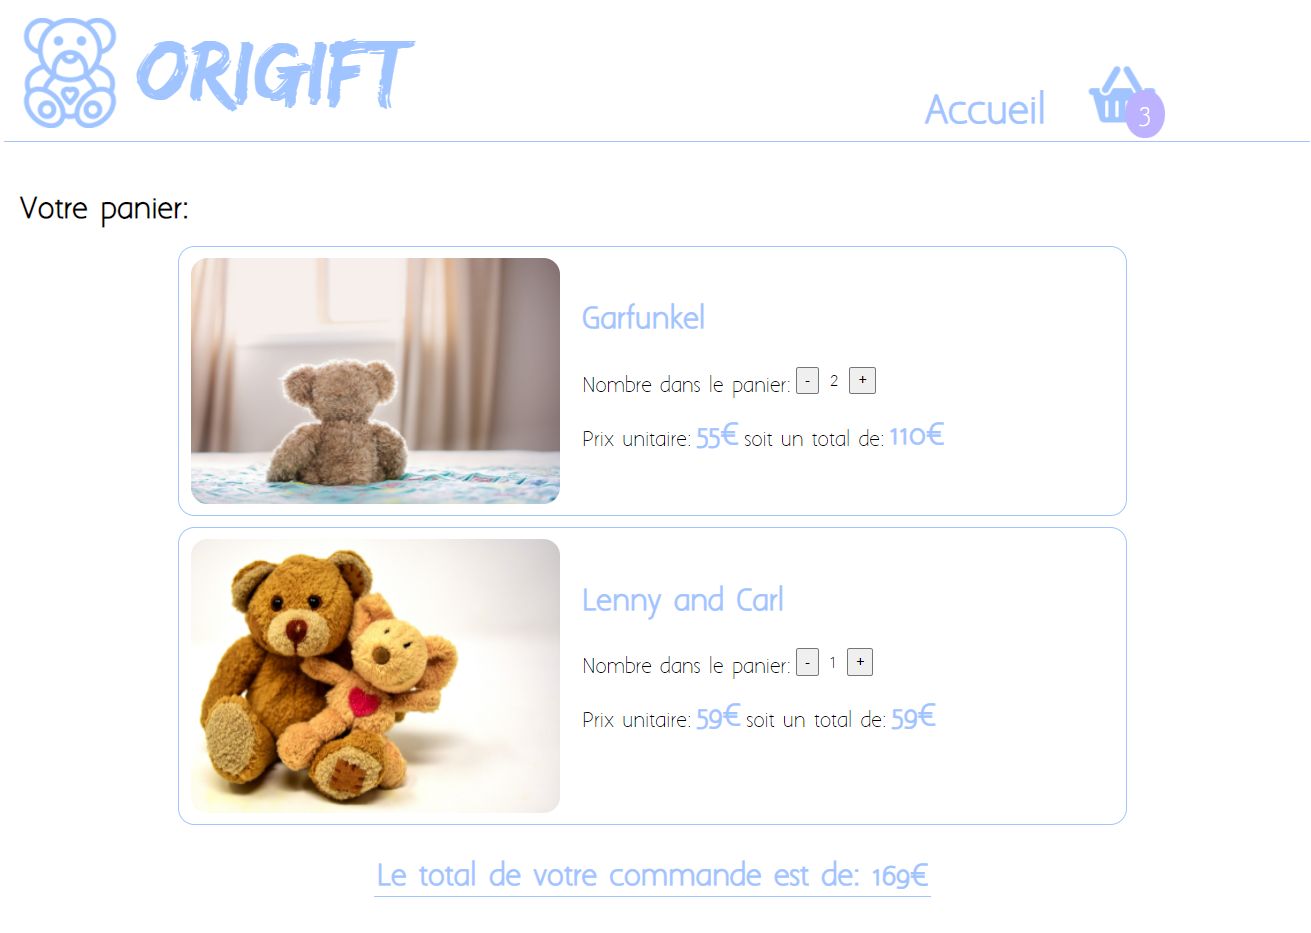 ORIGIFT
Accueil 3
Votre panier:
Garfunkel
Nombre dans le panier: - 2 +
Prix unitaire: 55€ soit un total de: 110€
Lenny and Carl
Nombre dans le panier: - 1 +
Prix unitaire: 59€ soit un total de: 59€
Le total de votre commande est de: 169€